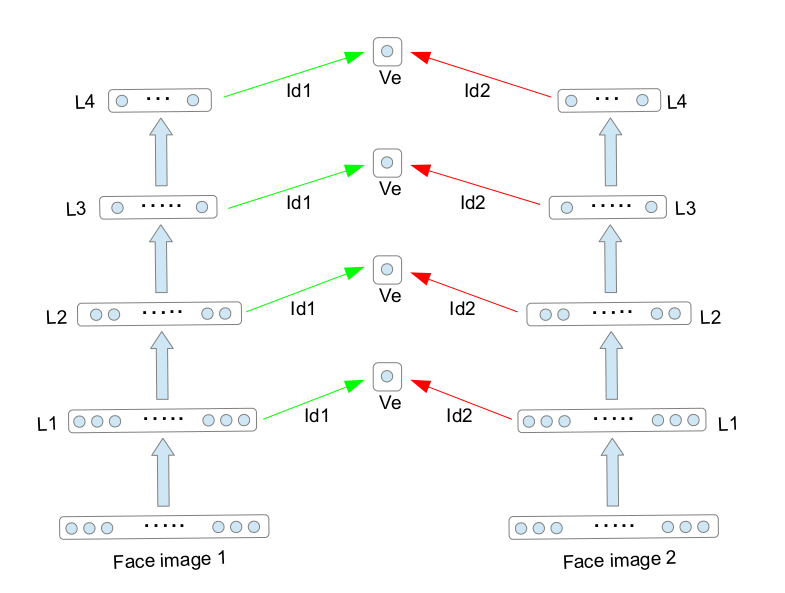 Ve
Id1 Id2
L4 L4
Ve
L3 Id1 Id2 L3
Ve
L2 Id1 Id2 L2
Ve
L1 Id1 Id2 L1
Face image 1 Face image 2